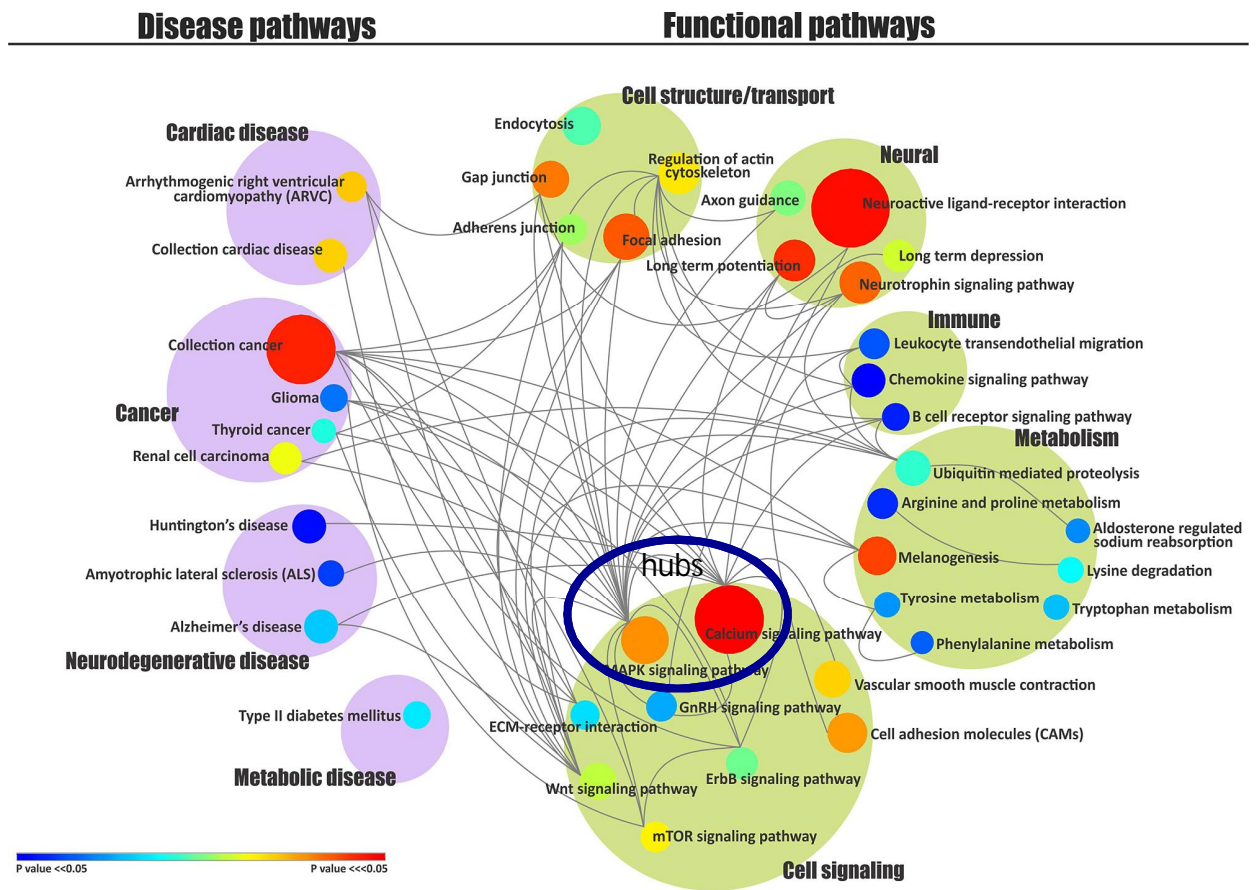 Disease pathways
Functional pathways
Cell structure/transport
Endocytosis
Regulation of actin
cytoskeleton
Gap junction
Adherens junction
Focal adhesion
Cardiac disease
Arrhythmogenic right ventricular
cardiomyopathy (ARVC)
Collection cardiac disease
Neural
Axon guidance
Neuroactive ligand-receptor interaction
Long term potentiation
Long term depression
Neurotrophin signaling pathway
Immune
Leukocyte transendothelial migration
Chemokine signaling pathway
B cell receptor signaling pathway
Collection cancer
Glioma
Cancer
Thyroid cancer
Renal cell carcinoma
Metabolism
Ubiquitin mediated proteolysis
Arginine and proline metabolism
Aldosterone regulated
sodium reabsorption
Melanogenesis
Lysine degradation
Tyrosine metabolism
Tryptophan metabolism
Phenylalanine metabolism
Huntington's disease
Amyotrophic lateral sclerosis (ALS)
Alzheimer's disease
Neurodegenerative disease
hubs
Calcium signaling pathway
MAPK signaling pathway
Vascular smooth muscle contraction
GnRH signaling pathway
ECM-receptor interaction
Cell adhesion molecules (CAMs)
ErbB signaling pathway
Wnt signaling pathway
mTOR signaling pathway
Cell signaling
Type II diabetes mellitus
Metabolic disease
P value <<0.05
P value <<<0.05